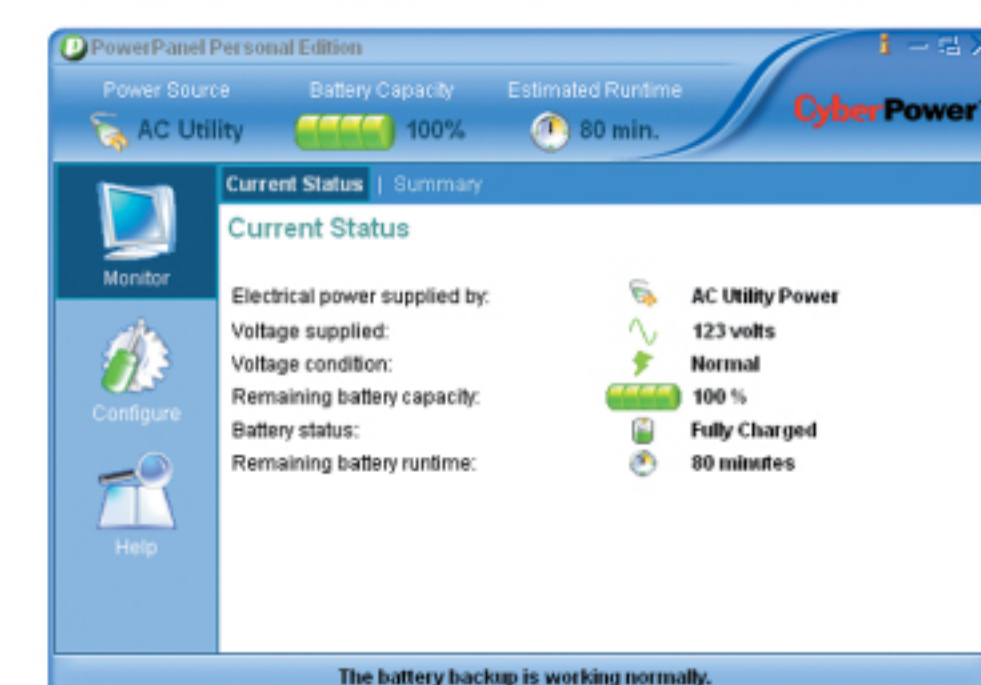 PowerPanel Personal Edition
Power Source Battery Capacity Estimated Runtime
AC Utility 100% 80 min.
CyberPower
Current Status | Summary
Current Status
Monitor
Electrical power supplied by: AC Utility Power
Voltage supplied: 123 volts
Voltage condition: Normal
Remaining battery capacity: 100 %
Battery status: Fully Charged
Remaining battery runtime: 80 minutes
Configure
Help
The battery backup is working normally.